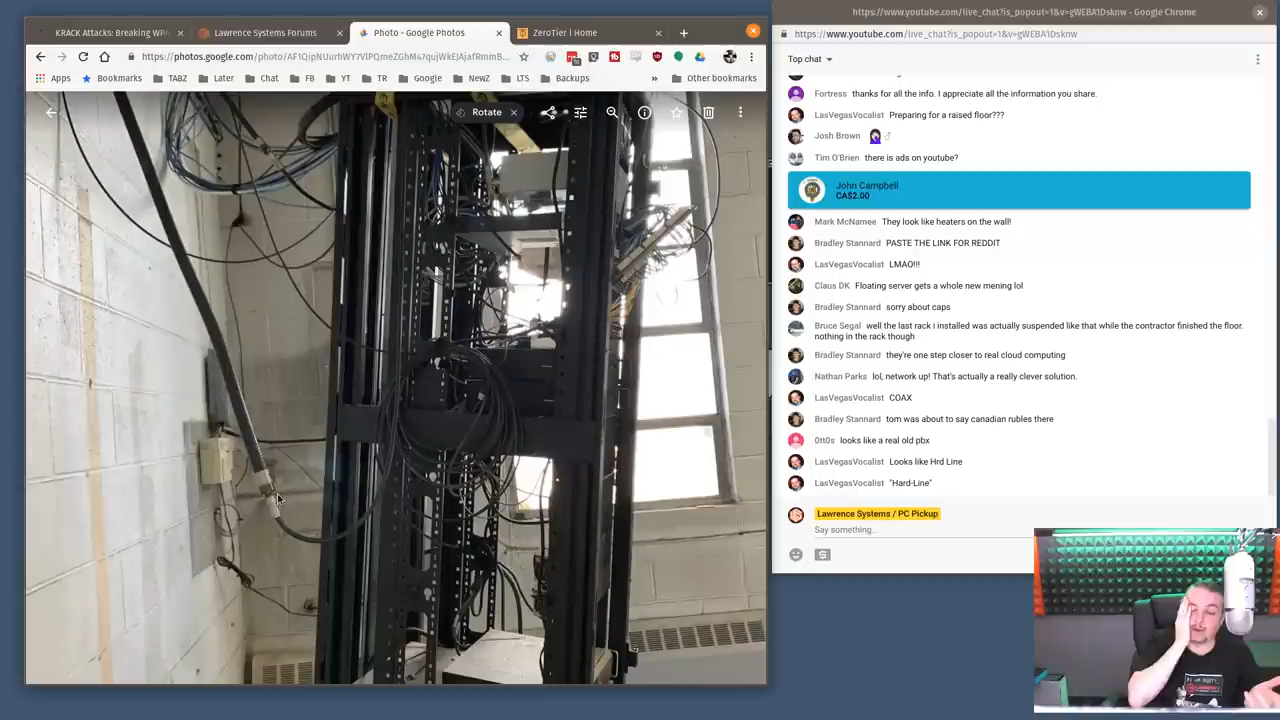 KRACK Attacks: Breaking WPA
Lawrence Systems Forums
Photo - Google Photos
ZeroTier | Home
https://photos.google.com/photo/
Apps
Bookmarks
TABZ
Later
Chat
FB
YT
TR
Google
NewZ
LTS
Backups
»
Other bookmarks
Rotate
https://www.youtube.com/live_chat?is_popout=1&v=gWEBA1Dsknw - Google Chrome
https://www.youtube.com/live_chat?is_popout=1&v=gWEBA1Dsknw
Top chat
Fortress thanks for all the info. I appreciate all the information you share.
LasVegasVocalist Preparing for a raised floor???
Josh Brown
Tim O'Brien there is ads on youtube?
John Campbell
CA$2.00
Mark McNamee They look like heaters on the wall!
Bradley Stannard PASTE THE LINK FOR REDDIT
LasVegasVocalist LMAO!!!
Claus DK Floating server gets a whole new mening lol
Bradley Stannard sorry about caps
Bruce Segal well the last rack i installed was actually suspended like that while the contractor finished the floor.
nothing in the rack though
Bradley Stannard they're one step closer to real cloud computing
Nathan Parks lol, network up! That's actually a really clever solution.
LasVegasVocalist COAX
Bradley Stannard tom was about to say canadian rubles there
0tt0s looks like a real old pbx
LasVegasVocalist Looks like Hrd Line
LasVegasVocalist "Hard-Line"
Lawrence Systems / PC Pickup
Say something...